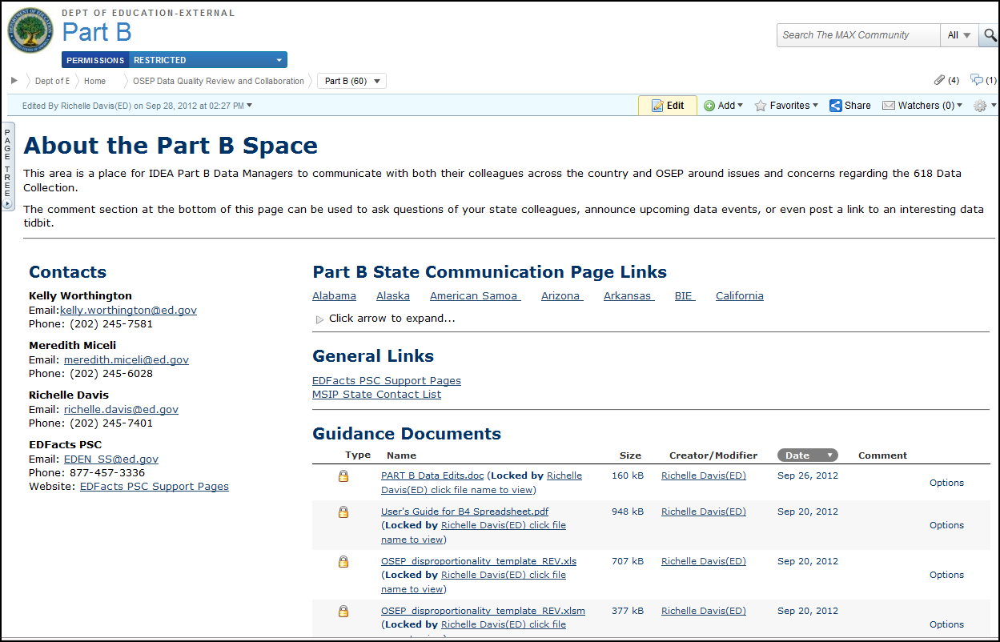 DEPT OF EDUCATION-EXTERNAL
Part B
Search The MAX Community
All
PERMISSIONS RESTRICTED
Dept of E
Home
OSEP Data Quality Review and Collaboration
Part B (60)
(4)
(1)
Edited By Richelle Davis(ED) on Sep 28, 2012 at 02:27 PM
Edit
Add
Favorites
Share
Watchers (0)
PAGE TREE
About the Part B Space
This area is a place for IDEA Part B Data Managers to communicate with both their colleagues across the country and OSEP around issues and concerns regarding the 618 Data
Collection.
The comment section at the bottom of this page can be used to ask questions of your state colleagues, announce upcoming data events, or even post a link to an interesting data
tidbit.
Contacts
Kelly Worthington
Email:kelly.worthington@ed.gov
Phone: (202) 245-7581
Meredith Miceli
Email: meredith.miceli@ed.gov
Phone: (202) 245-6028
Richelle Davis
Email: richelle.davis@ed.gov
Phone: (202) 245-7401
EDFacts PSC
Email: EDEN_SS@ed.gov
Phone: 877-457-3336
Website: EDFacts PSC Support Pages
Part B State Communication Page Links
Alabama Alaska American Samoa Arizona Arkansas BIE California
Click arrow to expand...
General Links
EDFacts PSC Support Pages
MSIP State Contact List
Guidance Documents
Type Name Size Creator/Modifier Date Comment
PART B Data Edits.doc (Locked by Richelle 160 kB Richelle Davis(ED) Sep 26, 2012
Davis(ED) click file name to view) Options
User's Guide for B4 Spreadsheet.pdf 948 kB Richelle Davis(ED) Sep 20, 2012
(Locked by Richelle Davis(ED) click file Options
name to view)
OSEP_disproportionality_template_REV.xls 707 kB Richelle Davis(ED) Sep 20, 2012
(Locked by Richelle Davis(ED) click file Options
name to view)
OSEP_disproportionality_template_REV.xlsm 377 kB Richelle Davis(ED) Sep 20, 2012
(Locked by Richelle Davis(ED) click file Options